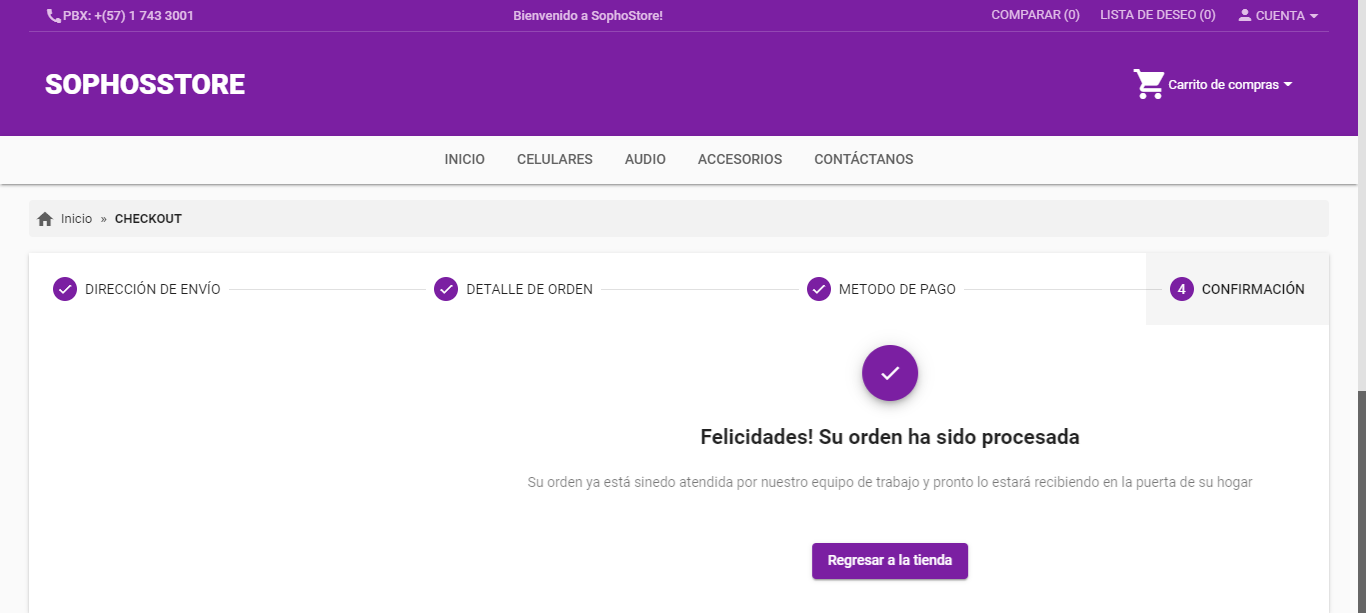 PBX: +(57) 1 743 3001
Bienvenido a SophoStore!
COMPARAR (0) LISTA DE DESEO (0) CUENTA
SOPHOSSTORE
Carrito de compras
INICIO CELULARES AUDIO ACCESORIOS CONTÁCTANOS
Inicio » CHECKOUT
DIRECCIÓN DE ENVÍO DETALLE DE ORDEN METODO DE PAGO 4 CONFIRMACIÓN
Felicidades! Su orden ha sido procesada
Su orden ya está sinedo atendida por nuestro equipo de trabajo y pronto lo estará recibiendo en la puerta de su hogar
Regresar a la tienda